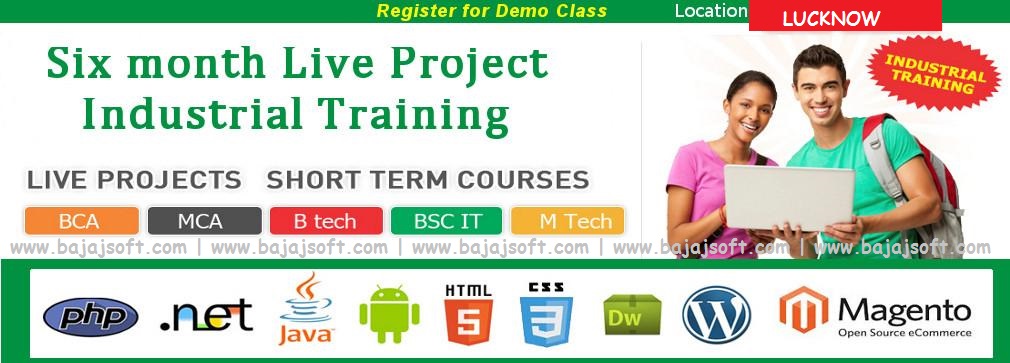 Register for Demo Class
Location
LUCKNOW
Six month Live Project
Industrial Training
INDUSTRIAL
TRAINING
LIVE PROJECTS SHORT TERM COURSES
BCA MCA B tech BSC IT M Tech
www.bajajsoft.com | www.bajajsoft.com | www.bajajsoft.com | www.bajajsoft.com | www.bajajsoft.com
php .net Java HTML 5 CSS 3 Dw W Magento
Open Source eCommerce